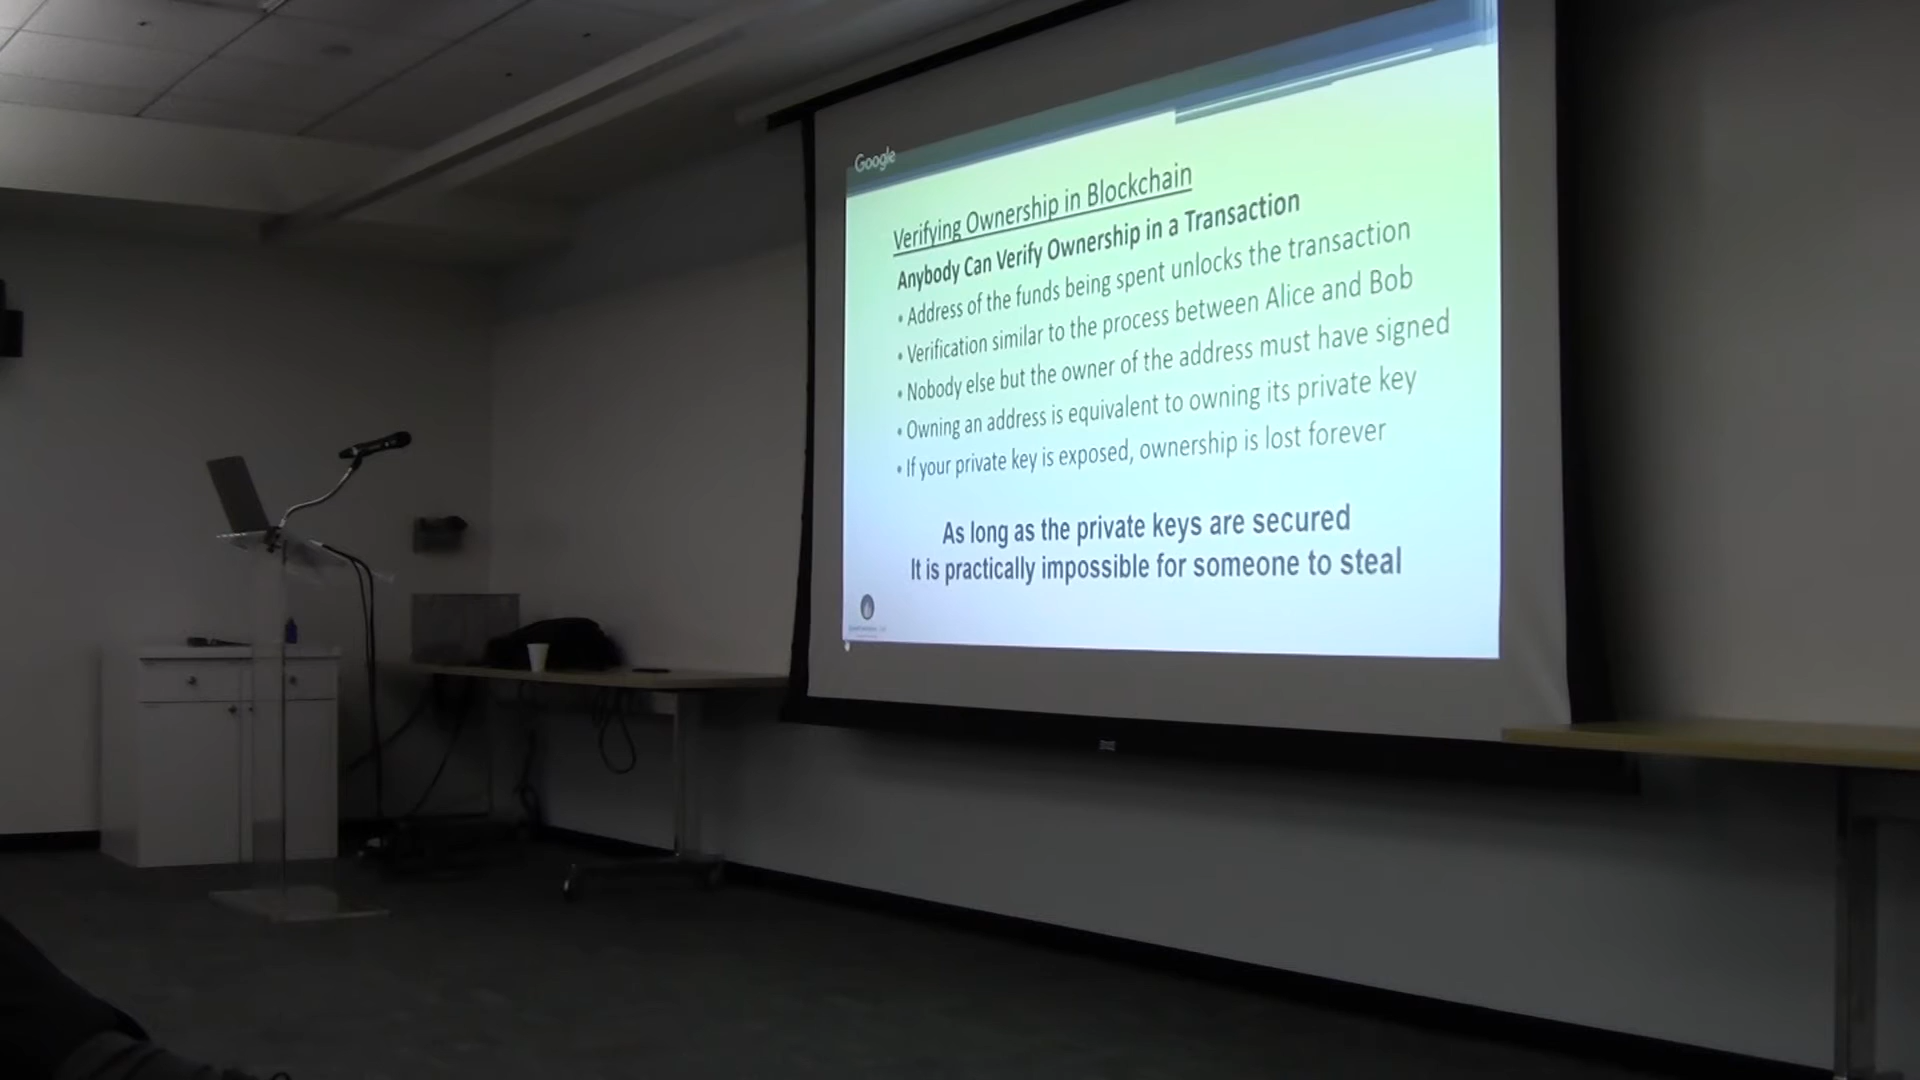 Google
Verifying Ownership in Blockchain
Anybody Can Verify Ownership in a Transaction
• Address of the funds being spent unlocks the transaction
• Verification similar to the process between Alice and Bob
• Nobody else but the owner of the address must have signed
• Owning an address is equivalent to owning its private key
• If your private key is exposed, ownership is lost forever
As long as the private keys are secured
It is practically impossible for someone to steal